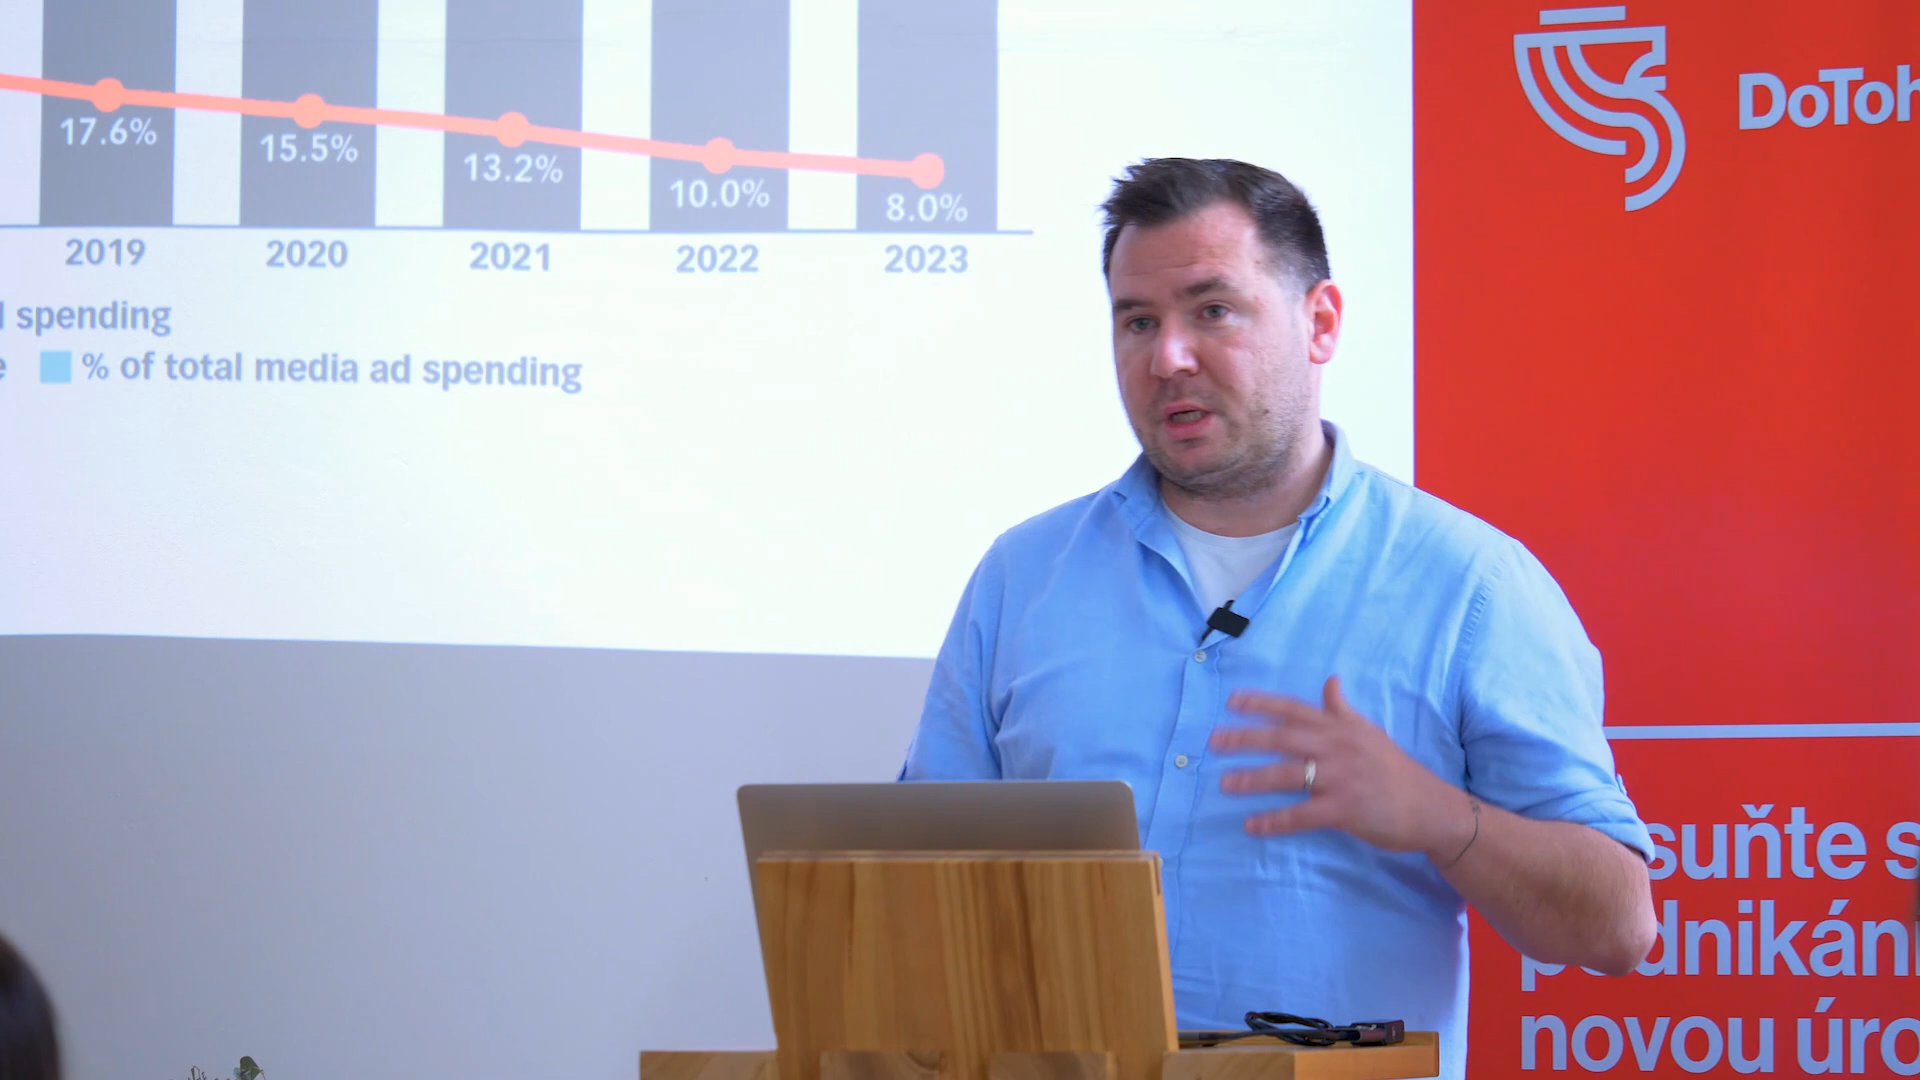 17.6% 15.5% 13.2% 10.0% 8.0%
2019 2020 2021 2022 2023
spending
% of total media ad spending
DoToh
suňte s
podnikán
novou úro